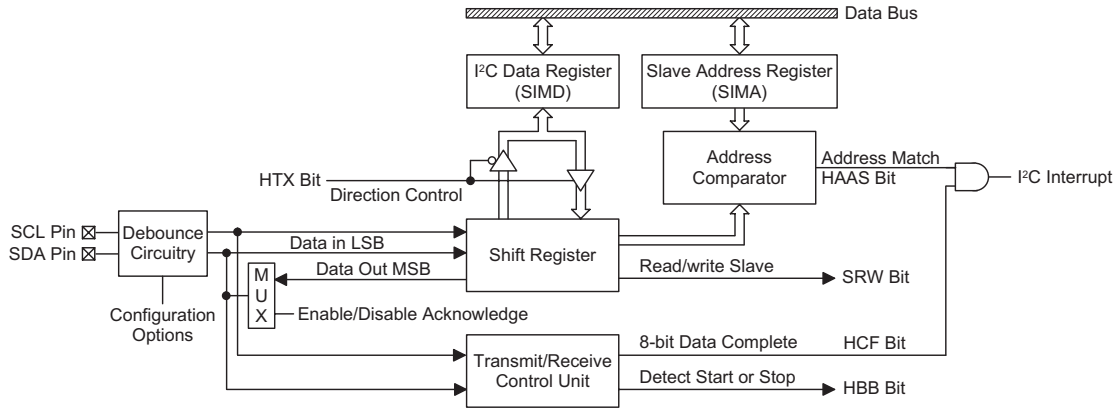 Data Bus
I²C Data Register
(SIMD)
Slave Address Register
(SIMA)
HTX Bit
Direction Control
Address
Comparator
Address Match
HAAS Bit
I²C Interrupt
SCL Pin
SDA Pin
Debounce
Circuitry
Data in LSB
Shift Register
Data Out MSB
Read/write Slave
SRW Bit
M
U
X
Enable/Disable Acknowledge
Configuration
Options
Transmit/Receive
Control Unit
8-bit Data Complete
HCF Bit
Detect Start or Stop
HBB Bit